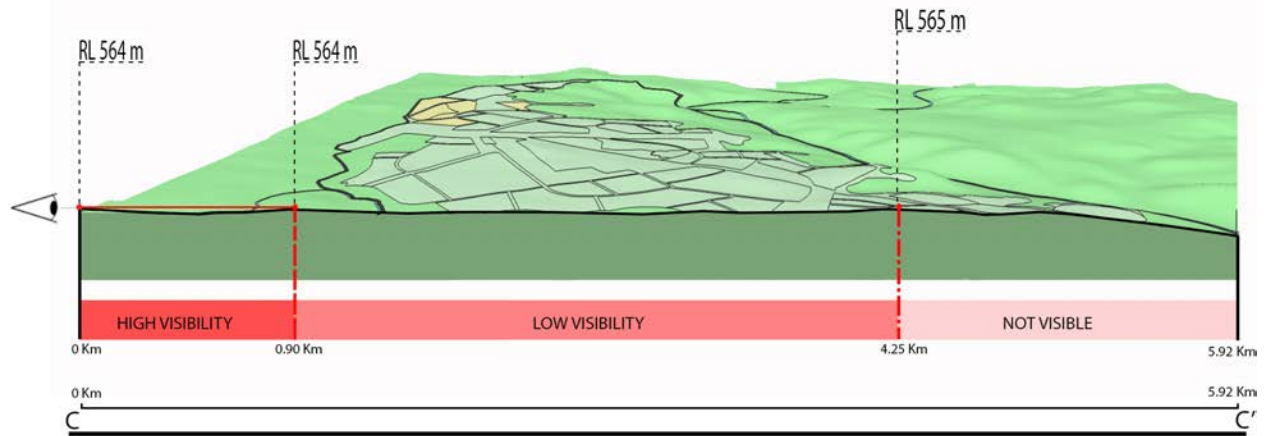 RL 565 m
RL 564 m
RL 564 m
HIGH VISIBILITY
LOW VISIBILITY
NOT VISIBLE
0 Km
0.90 Km
4.25 Km
5.92 Km
0 Km
5.92 Km
C
C'